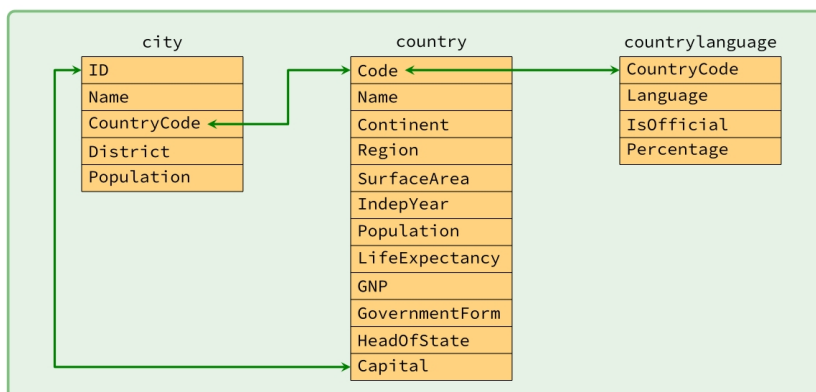 city
ID
Name
CountryCode
District
Population
country
Code
Name
Continent
Region
SurfaceArea
IndepYear
Population
LifeExpectancy
GNP
GovernmentForm
HeadOfState
Capital
countrylanguage
CountryCode
Language
IsOfficial
Percentage